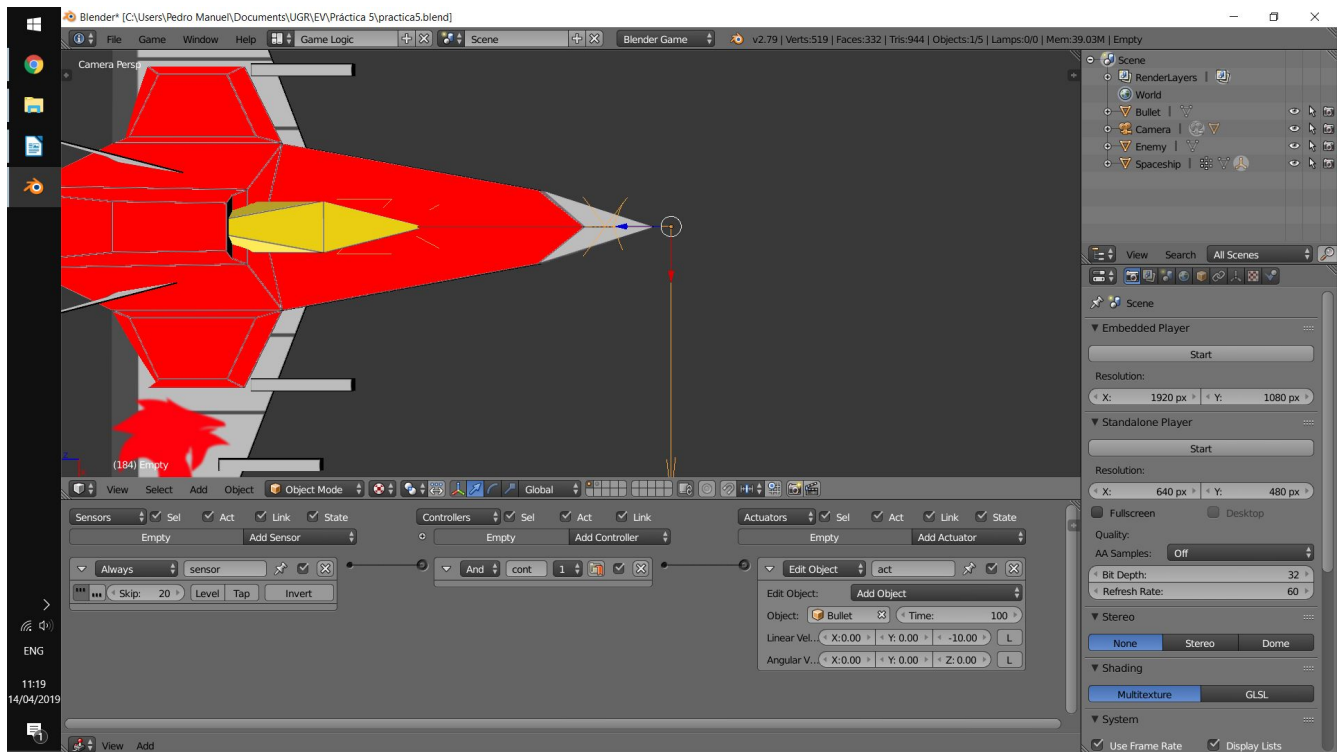 Blender* [C:\Users\Pedro Manuel\Documents\UGR\EV\Práctica 5\practica5.blend]
File Game Window Help Game Logic Scene Blender Game v2.79 | Verts:519 | Faces:332 | Tris:944 | Objects:1/5 | Lamps:0/0 | Mem:39.03M | Empty
Camera Persp
Scene
RenderLayers |
World
Bullet |
Camera |
Enemy |
Spaceship |
View Search All Scenes
Scene
Embedded Player
Start
Resolution:
X: 1920 px Y: 1080 px
Standalone Player
Start
Resolution:
X: 640 px Y: 480 px
Fullscreen Desktop
Quality:
AA Samples: Off
Bit Depth: 32
Refresh Rate: 60
Stereo
None Stereo Dome
Shading
Multitexture GLSL
System
Use Frame Rate Display Lists
(184) Empty
View Select Add Object Object Mode Global
Sensors Sel Act Link State
Empty Add Sensor
Always sensor
Skip: 20 Level Tap Invert
Controllers Sel Act Link
Empty Add Controller
And cont 1
Actuators Sel Act Link State
Empty Add Actuator
Edit Object act
Edit Object: Add Object
Object: Bullet Time: 100
Linear Vel... X:0.00 Y: 0.00 -10.00 L
Angular V... X:0.00 Y: 0.00 Z: 0.00 L
View Add
ENG
11:19
14/04/2019
1